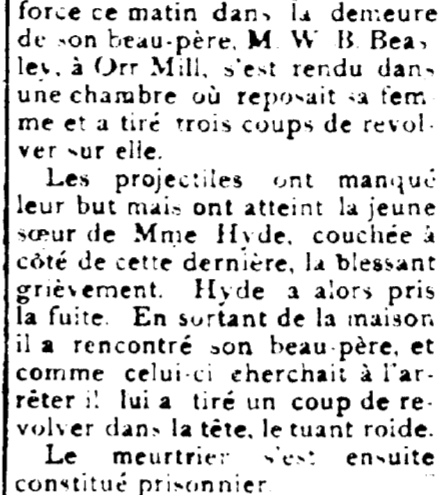 force ce matin dans la demeure
de son beau-père, M. W. B. Beas
ley, à Orr Mill, s'est rendu dans
une chambre où reposait sa fem
me et a tiré trois coups de revol
ver sur elle.
Les projectiles ont manqué
leur but mais ont atteint la jeune
sœur de Mme Hyde, couchée à
côté de cette dernière, la blessant
grièvement. Hyde a alors pris
la fuite. En sortant de la maison
il a rencontré son beau-père, et
comme celui-ci cherchait à l'ar-
rêter il lui a tiré un coup de re-
volver dans la tête, le tuant roide.
Le meurtrier s'est ensuite
constitué prisonnier.